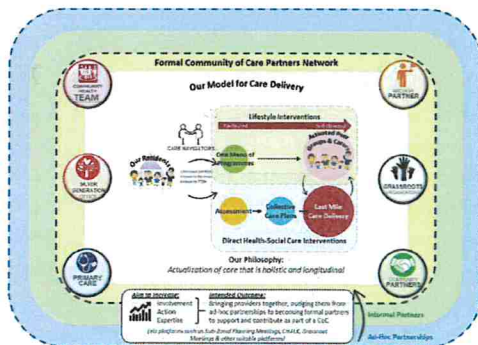 Formal Community of Care Partners Network
Our Model for Care Delivery
COMMUNITY
HEALTH
TEAM
PARTNER
Lifestyle Interventions
CARE NAVIGATORS
Our Residents
One Menu of
Programmes
Activated Peer
Groups & Carers
SILVER
GENERATION
OFFICE
GRASSROOTS
Assessment
Collective
Care Plans
Last Mile
Care Delivery
Direct Health-Social Care Interventions
Our Philosophy:
Actualization of care that is holistic and longitudinal
PRIMARY
CARE
COMMUNITY
PARTNERS
Aim to Increase:
Involvement
Action
Expertise
Intended Outcome:
Bringing providers together, nudging them from
ad-hoc partnerships to becoming formal partners
to support and contribute as part of a CoC.
& other suitable platforms)
Informal Partners
Ad-Hoc Partnerships